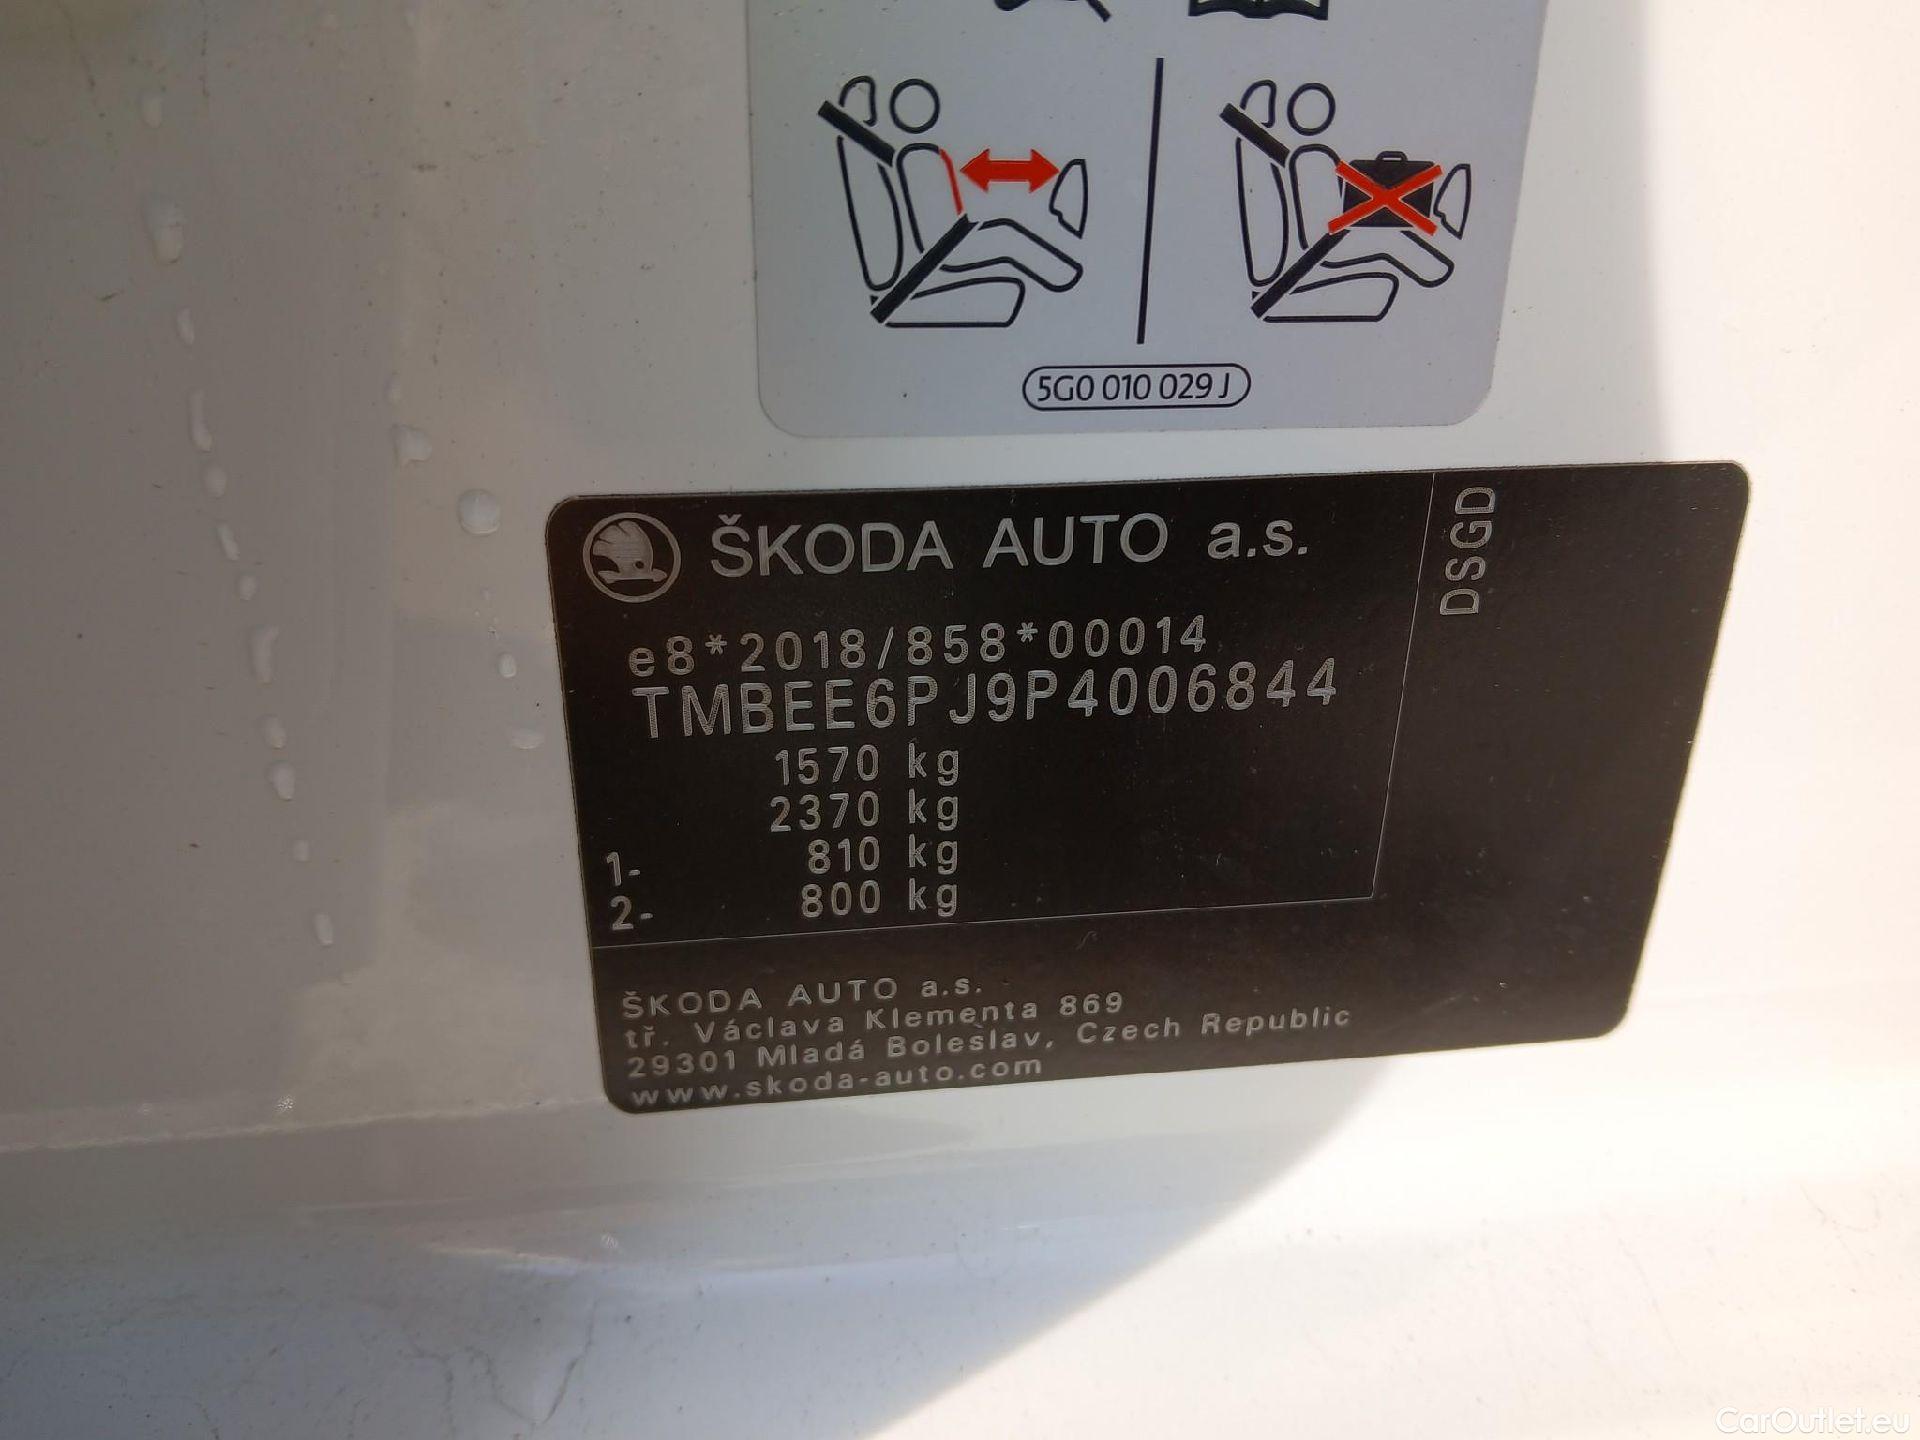 5G0 010 029 J
ŠKODA AUTO a.s.
DSGD
e8*2018/858*00014
TMBEE6PJ9P4006844
1570 kg
2370 kg
1- 810 kg
2- 800 kg
ŠKODA AUTO a.s.
tř. Václava Klementa 869
29301 Mladá Boleslav, Czech Republic
www.skoda-auto.com
CarOutlet.eu